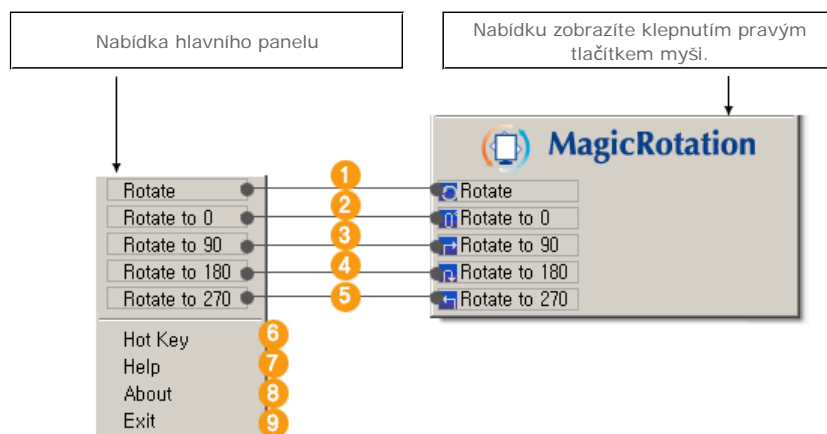 Nabídka hlavního panelu
Nabídku zobrazíte klepnutím pravým
tlačítkem myši.
MagicRotation
Rotate 1 Rotate
Rotate to 0 2 Rotate to 0
Rotate to 90 3 Rotate to 90
Rotate to 180 4 Rotate to 180
Rotate to 270 5 Rotate to 270
Hot Key 6
Help 7
About 8
Exit 9